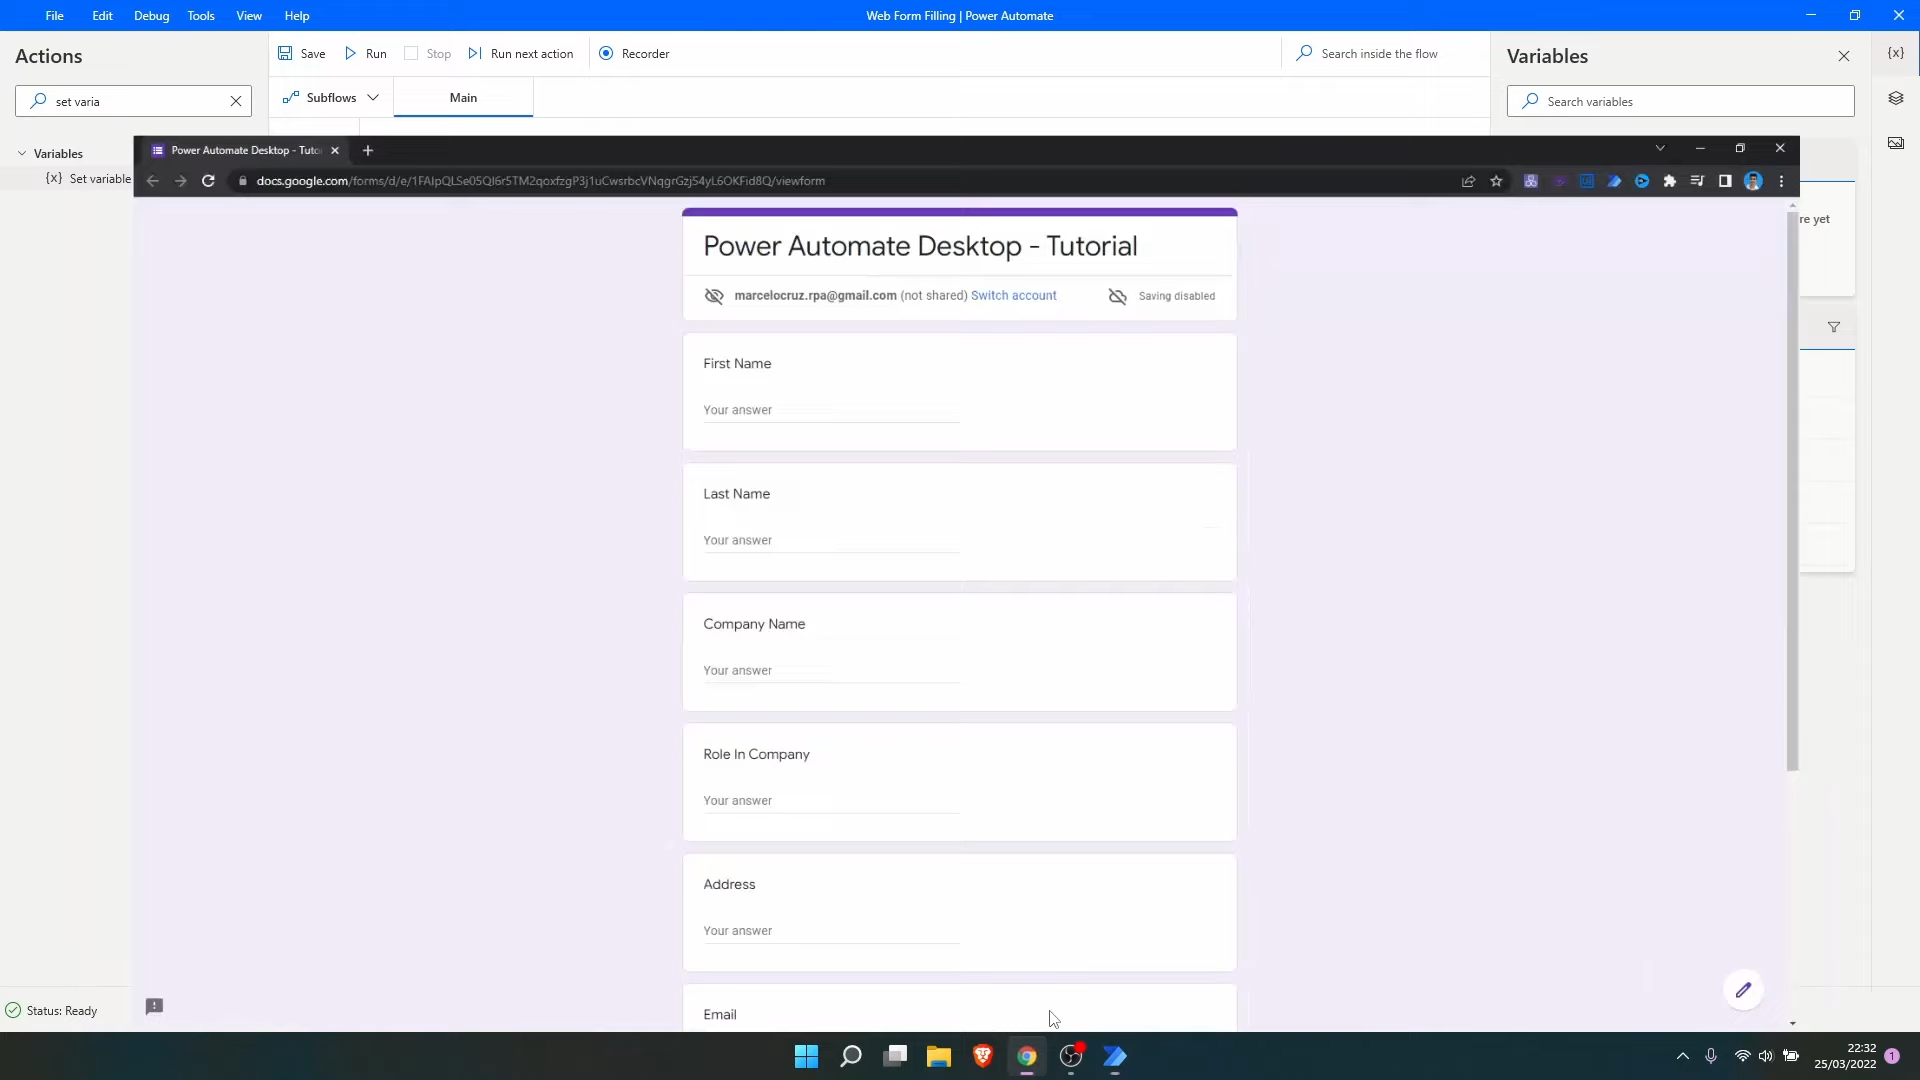 File Edit Debug Tools View Help
Web Form Filling | Power Automate
Actions
Save Run Stop Run next action Recorder
Search inside the flow
Variables
{x}
set varia
Subflows Main
Search variables
Variables
{x} Set variable
Power Automate Desktop - Tuto
docs.google.com/forms/d/e/1FAIpQLSe05QI6r5TM2qoxfzgP3j1uCwsrbcVNqgrGzj54yL6OKFid8Q/viewform
re yet
Power Automate Desktop - Tutorial
marcelocruz.rpa@gmail.com (not shared) Switch account
Saving disabled
First Name
Your answer
Last Name
Your answer
Company Name
Your answer
Role In Company
Your answer
Address
Your answer
Email
Status: Ready
22:32
25/03/2022
1